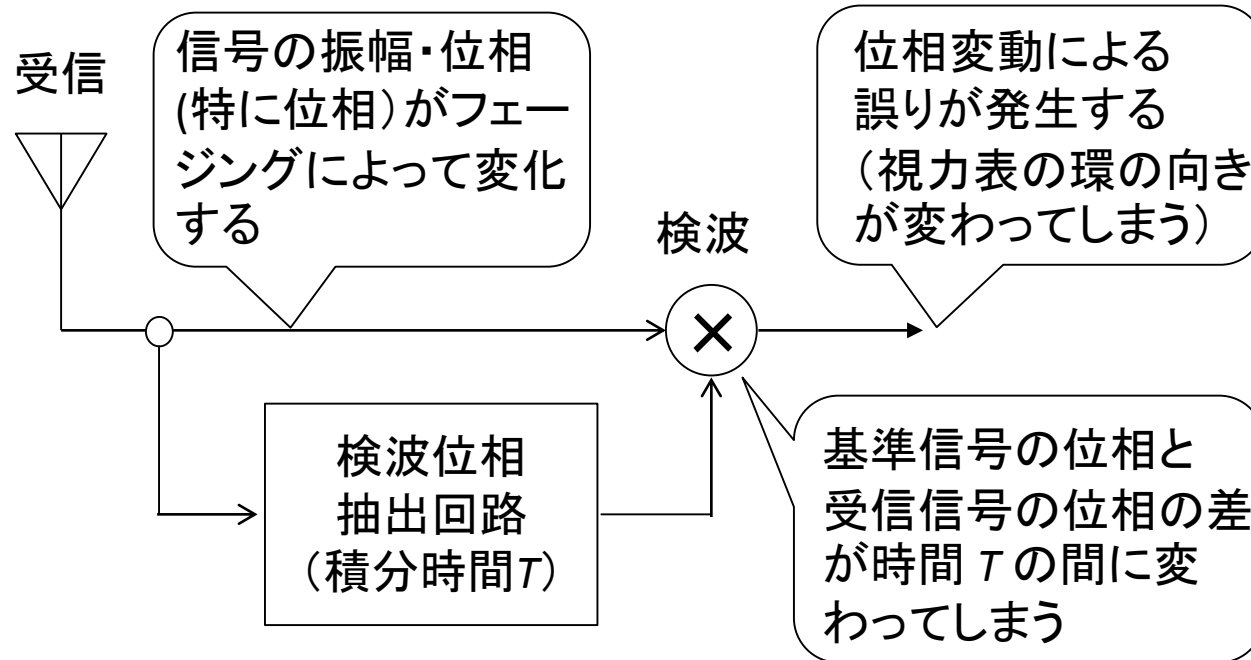 受信
信号の振幅・位相
(特に位相）がフェー
ジングによって変化
する
検波
位相変動による
誤りが発生する
（視力表の環の向き
が変わってしまう）
×
検波位相
抽出回路
（積分時間T）
基準信号の位相と
受信信号の位相の差
が時間 T の間に変
わってしまう